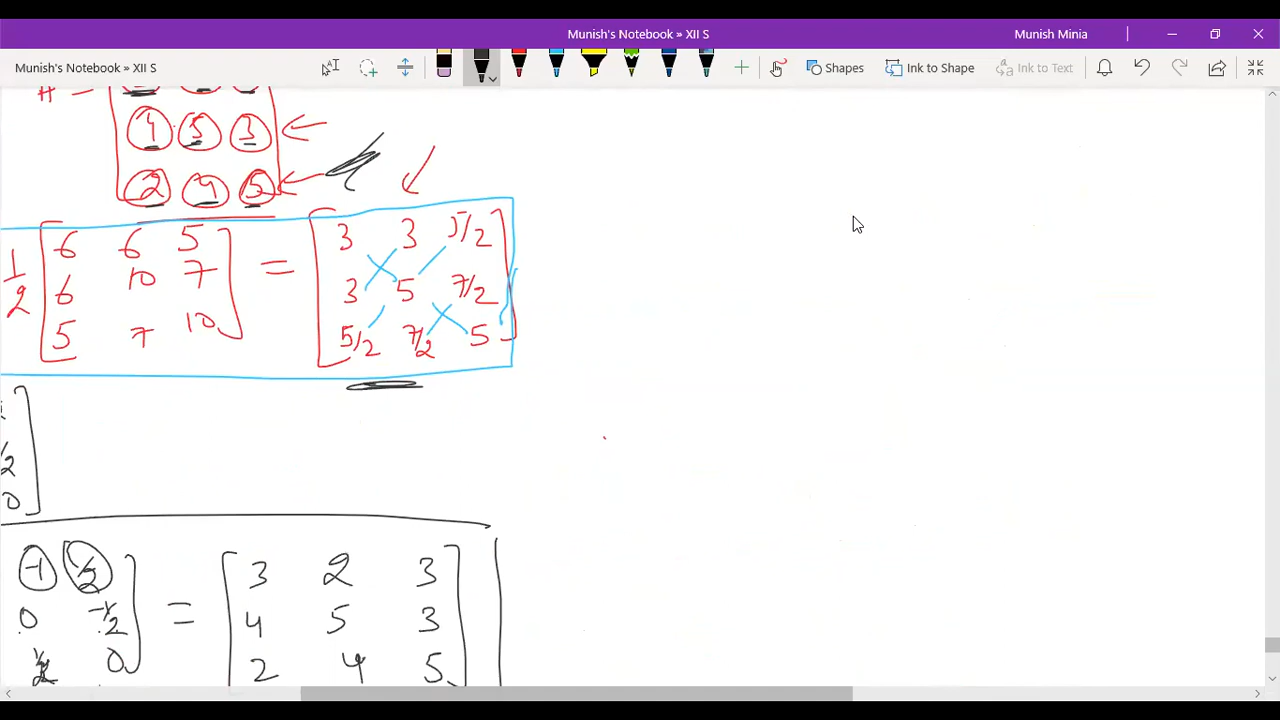 Munish's Notebook » XII S
Munish Minia
Munish's Notebook » XII S
Shapes
Ink to Shape
Ink to Text
A =
4 5 3
2 4 5
1/2 [6 6 5] = [3 3 5/2]
[6 10 7] [3 5 7/2]
[5 7 10] [5/2 7/2 5]
/2
0
-1 1/2 = [3 2 3]
0 -1/2 [4 5 3]
1/2 0 [2 4 5]